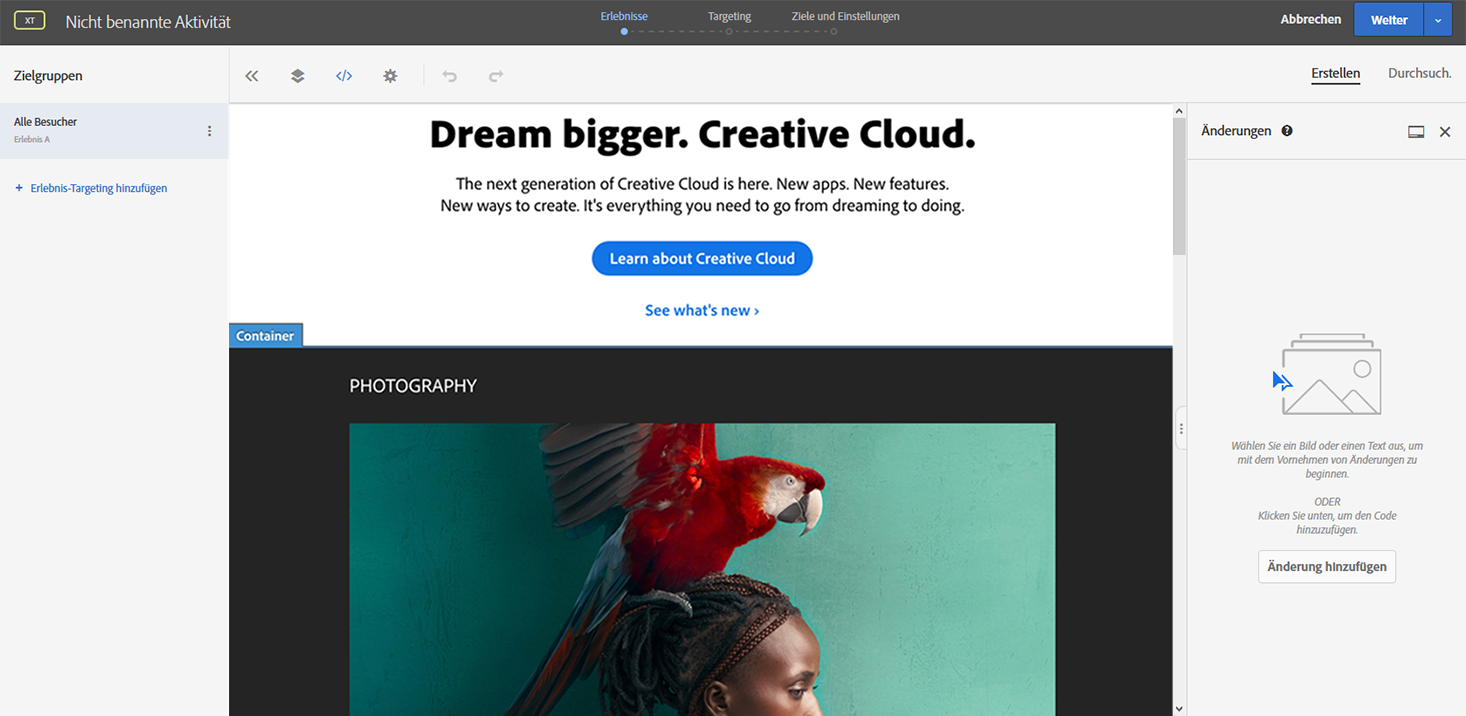 XT
Nicht benannte Aktivität
Erlebnisse
Targeting
Ziele und Einstellungen
Abbrechen
Weiter
Zielgruppen
</>
Erstellen
Durchsuch.
Alle Besucher
Erlebnis A
+ Erlebnis-Targeting hinzufügen
Dream bigger. Creative Cloud.
The next generation of Creative Cloud is here. New apps. New features.
New ways to create. It's everything you need to go from dreaming to doing.
Learn about Creative Cloud
See what's new ›
Container
PHOTOGRAPHY
Änderungen
Wählen Sie ein Bild oder einen Text aus, um
mit dem Vornehmen von Änderungen zu
beginnen.
ODER
Klicken Sie unten, um den Code
hinzuzufügen.
Änderung hinzufügen